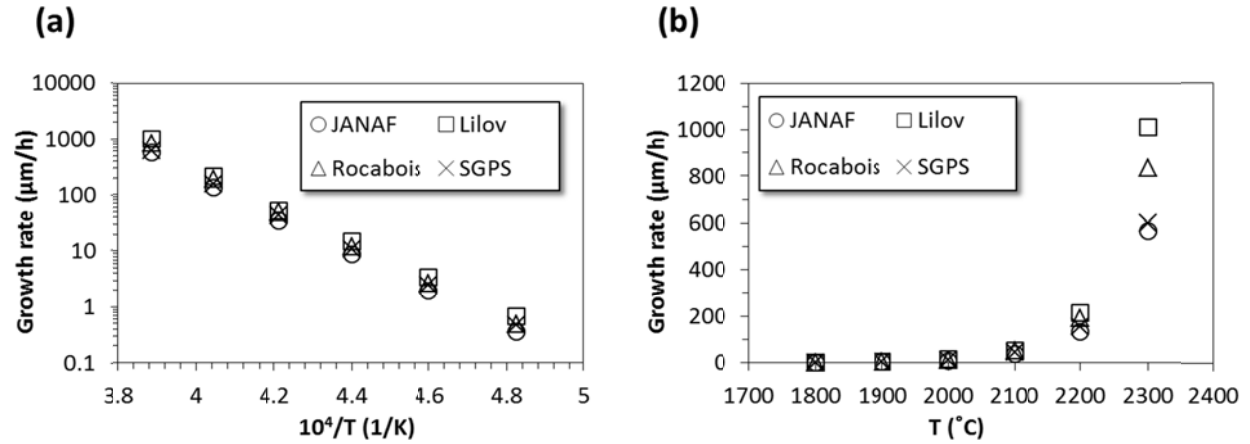 (a)
Growth rate (μm/h)
10000
1000
100
10
1
0.1
JANAF
Lilov
Rocabois
SGPS
3.8 4 4.2 4.4 4.6 4.8 5
10⁴/T (1/K)
(b)
Growth rate (μm/h)
1200
1000
800
600
400
200
0
JANAF
Lilov
Rocabois
SGPS
1700 1800 1900 2000 2100 2200 2300 2400
T (˚C)